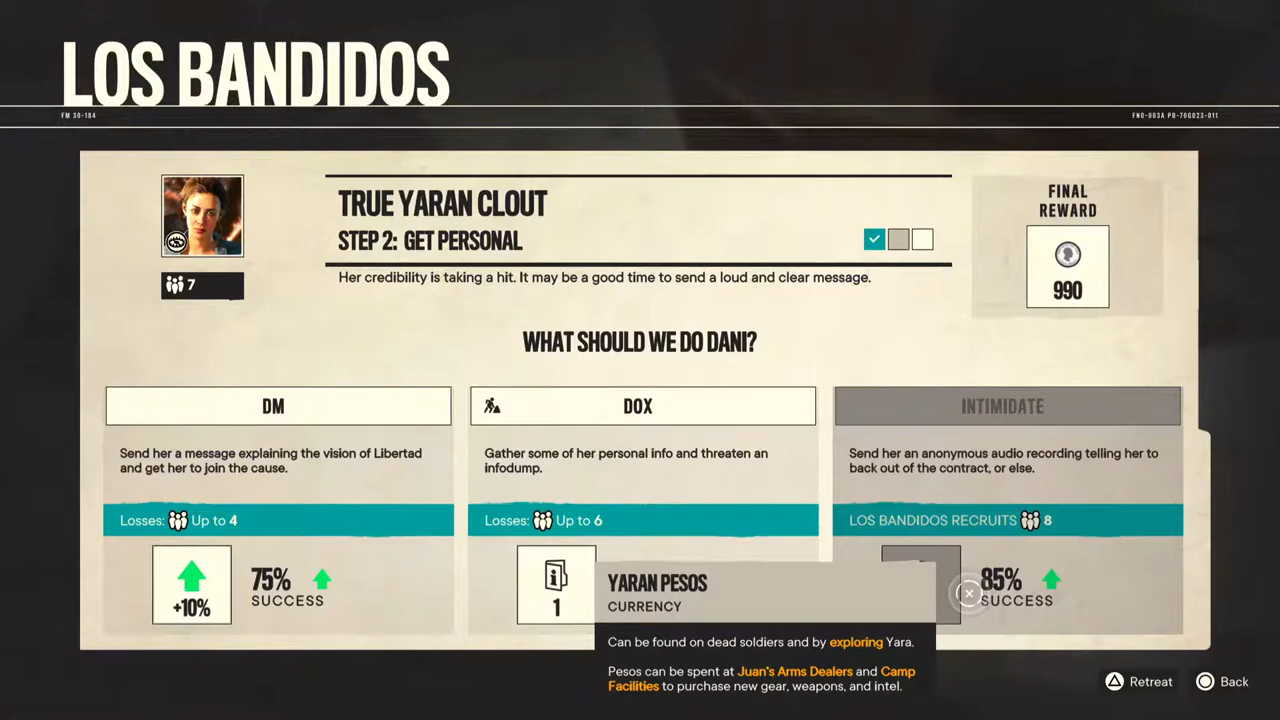 LOS BANDIDOS
FM 30-184
FND-003A PB-70G023-011
TRUE YARAN CLOUT
STEP 2: GET PERSONAL
Her credibility is taking a hit. It may be a good time to send a loud and clear message.
7
FINAL
REWARD
990
WHAT SHOULD WE DO DANI?
DM
Send her a message explaining the vision of Libertad
and get her to join the cause.
Losses: Up to 4
+10%
75%
SUCCESS
DOX
Gather some of her personal info and threaten an
infodump.
Losses: Up to 6
1
INTIMIDATE
Send her an anonymous audio recording telling her to
back out of the contract, or else.
LOS BANDIDOS RECRUITS 8
85%
SUCCESS
YARAN PESOS
CURRENCY
Can be found on dead soldiers and by exploring Yara.
Pesos can be spent at Juan's Arms Dealers and Camp
Facilities to purchase new gear, weapons, and intel.
Retreat
Back